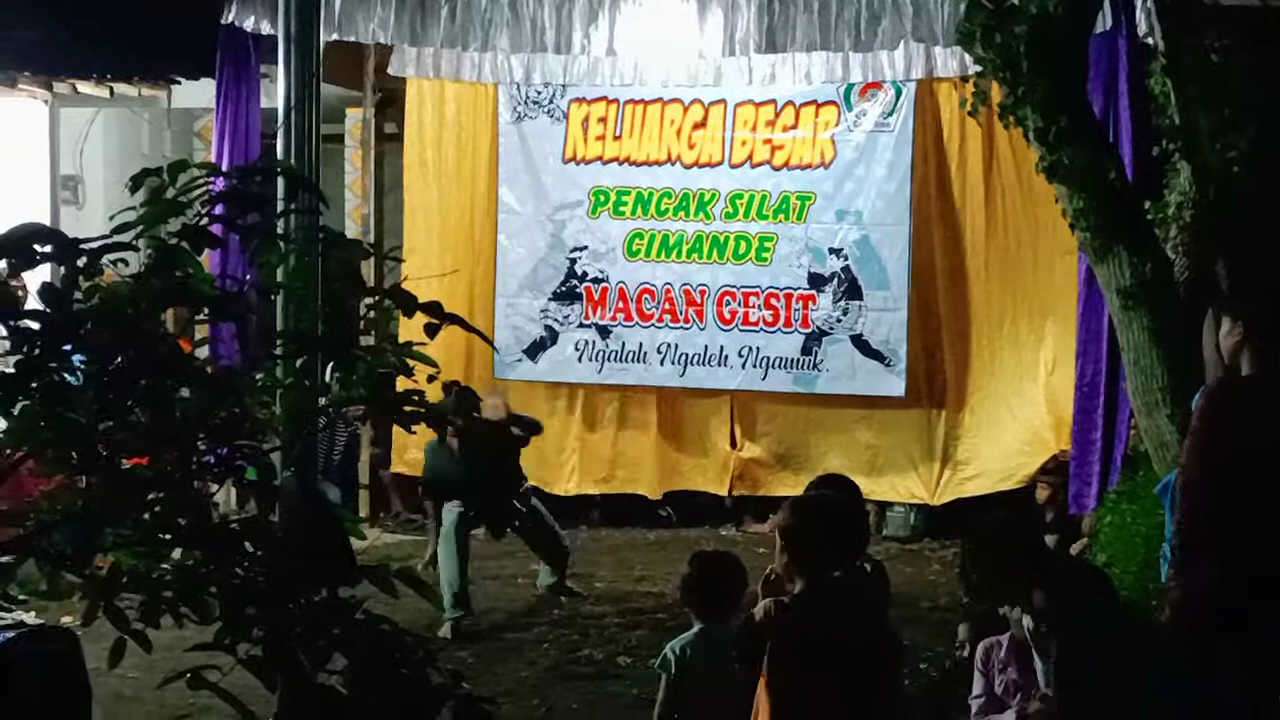 KELUARGA BESAR
PENCAK SILAT
CIMANDE
MACAN GESIT
Ngalah, Ngaleh, Ngamuk.